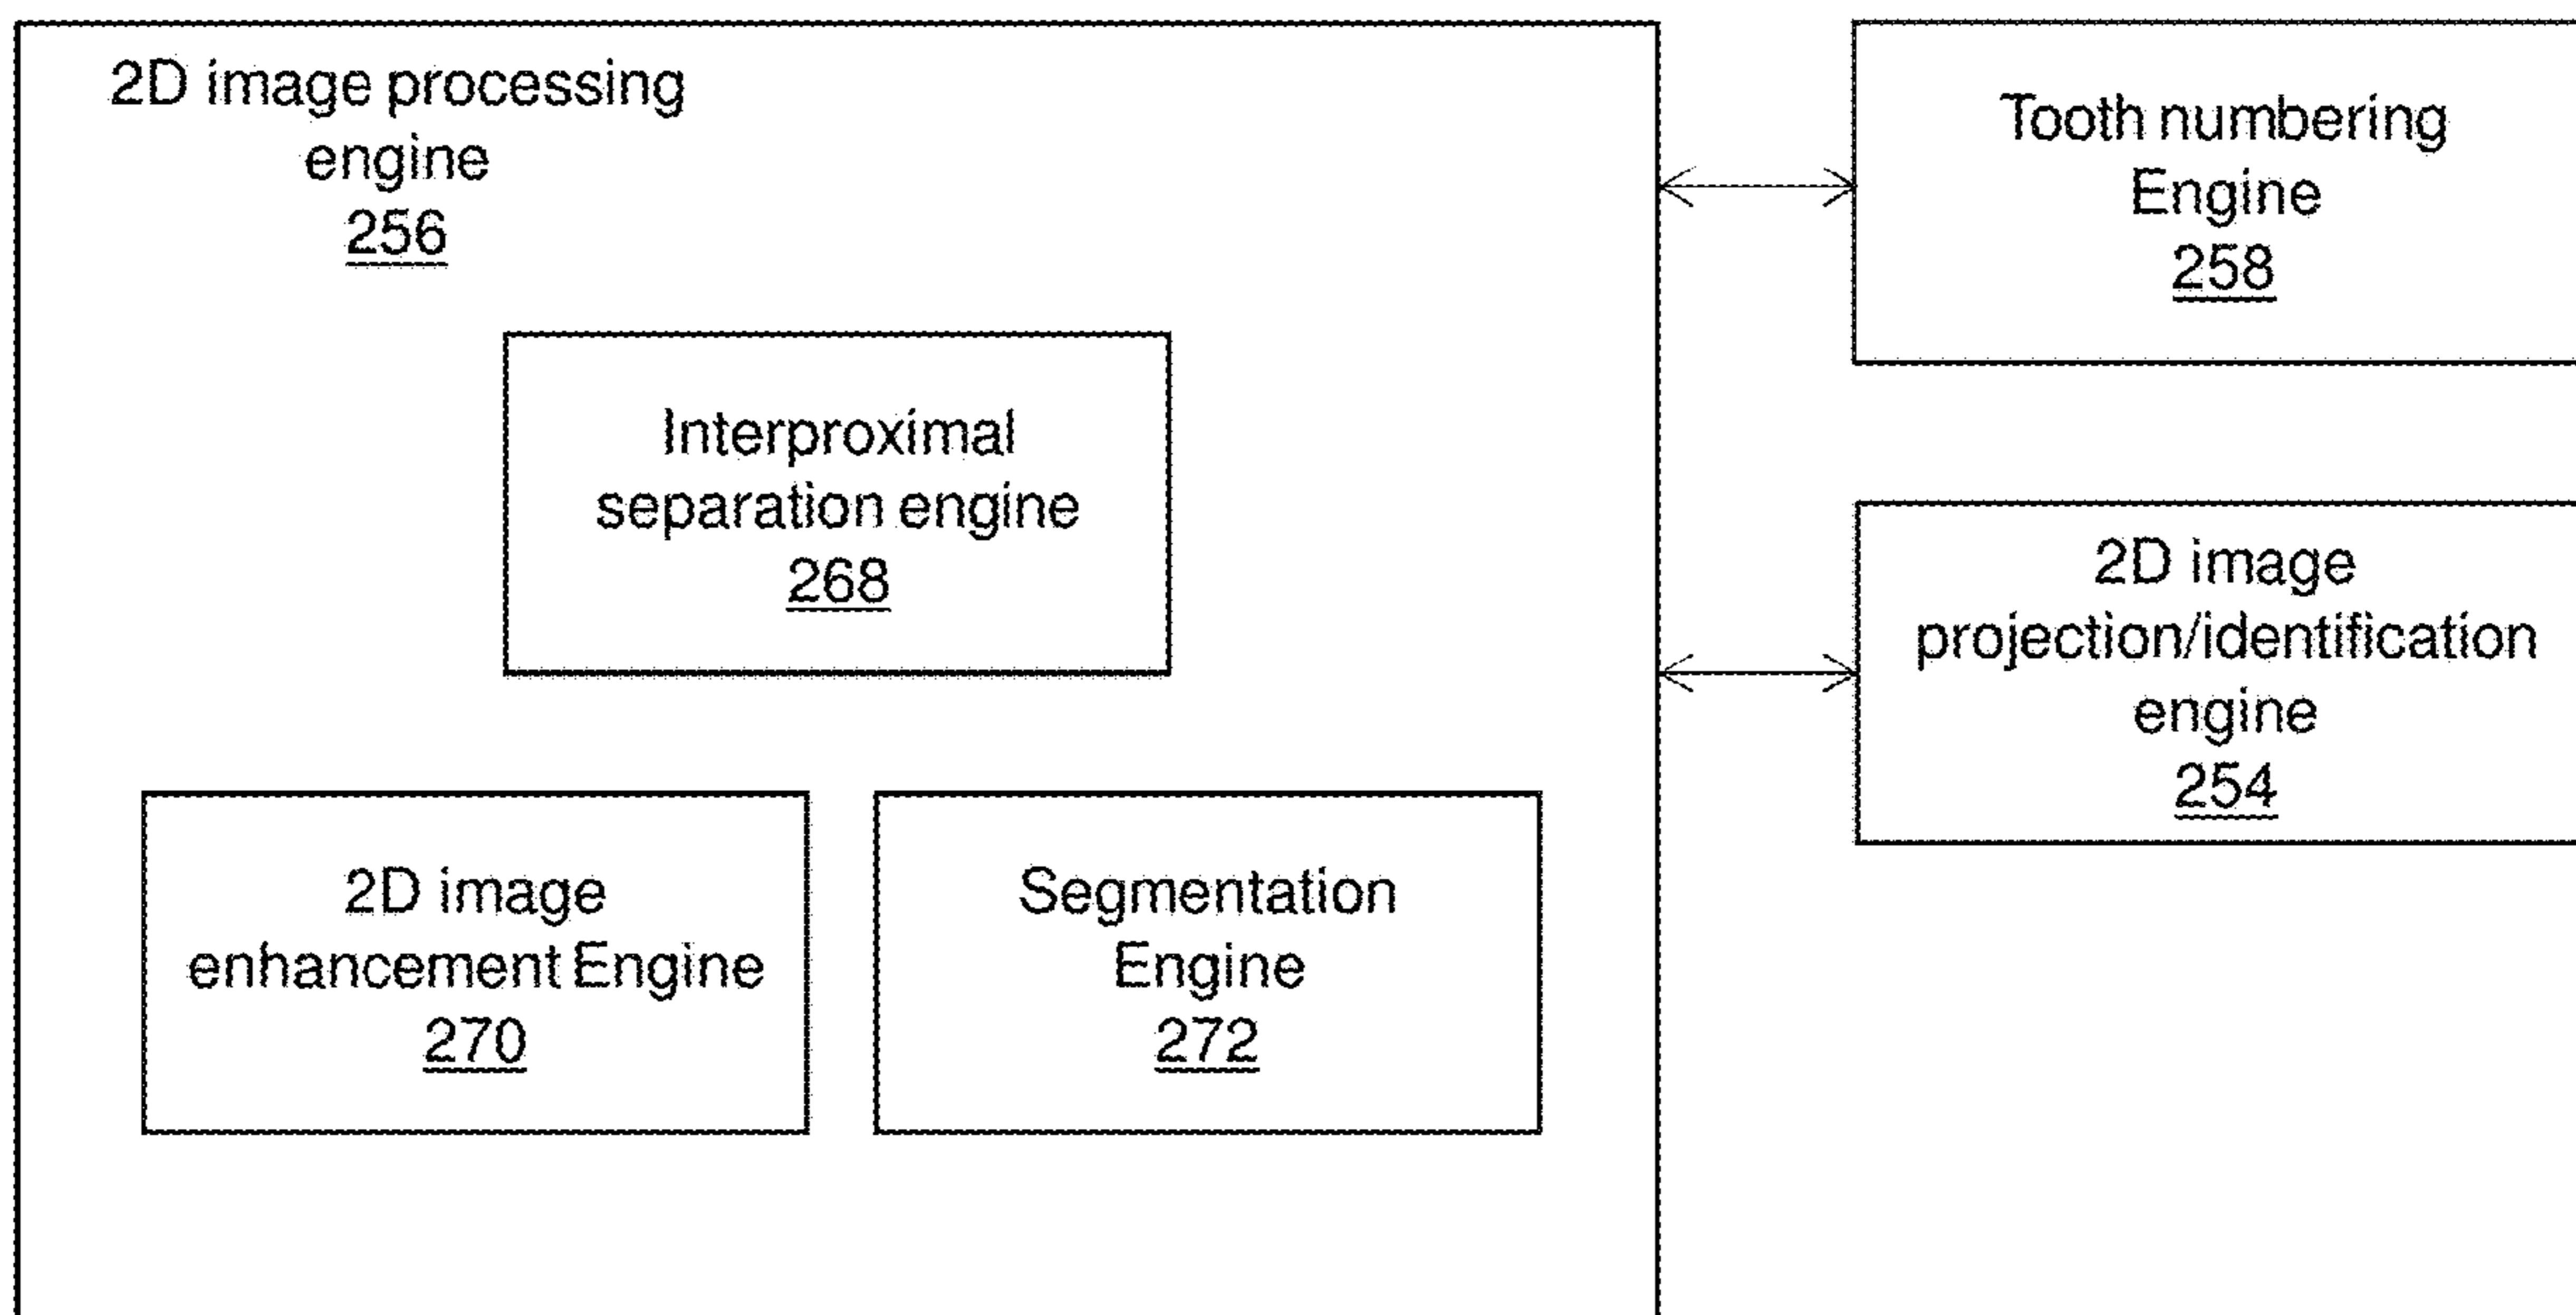 2D image processing
engine
256
Interproximal
separation engine
268
2D image
enhancement Engine
270
Segmentation
Engine
272
Tooth numbering
Engine
258
2D image
projection/identification
engine
254